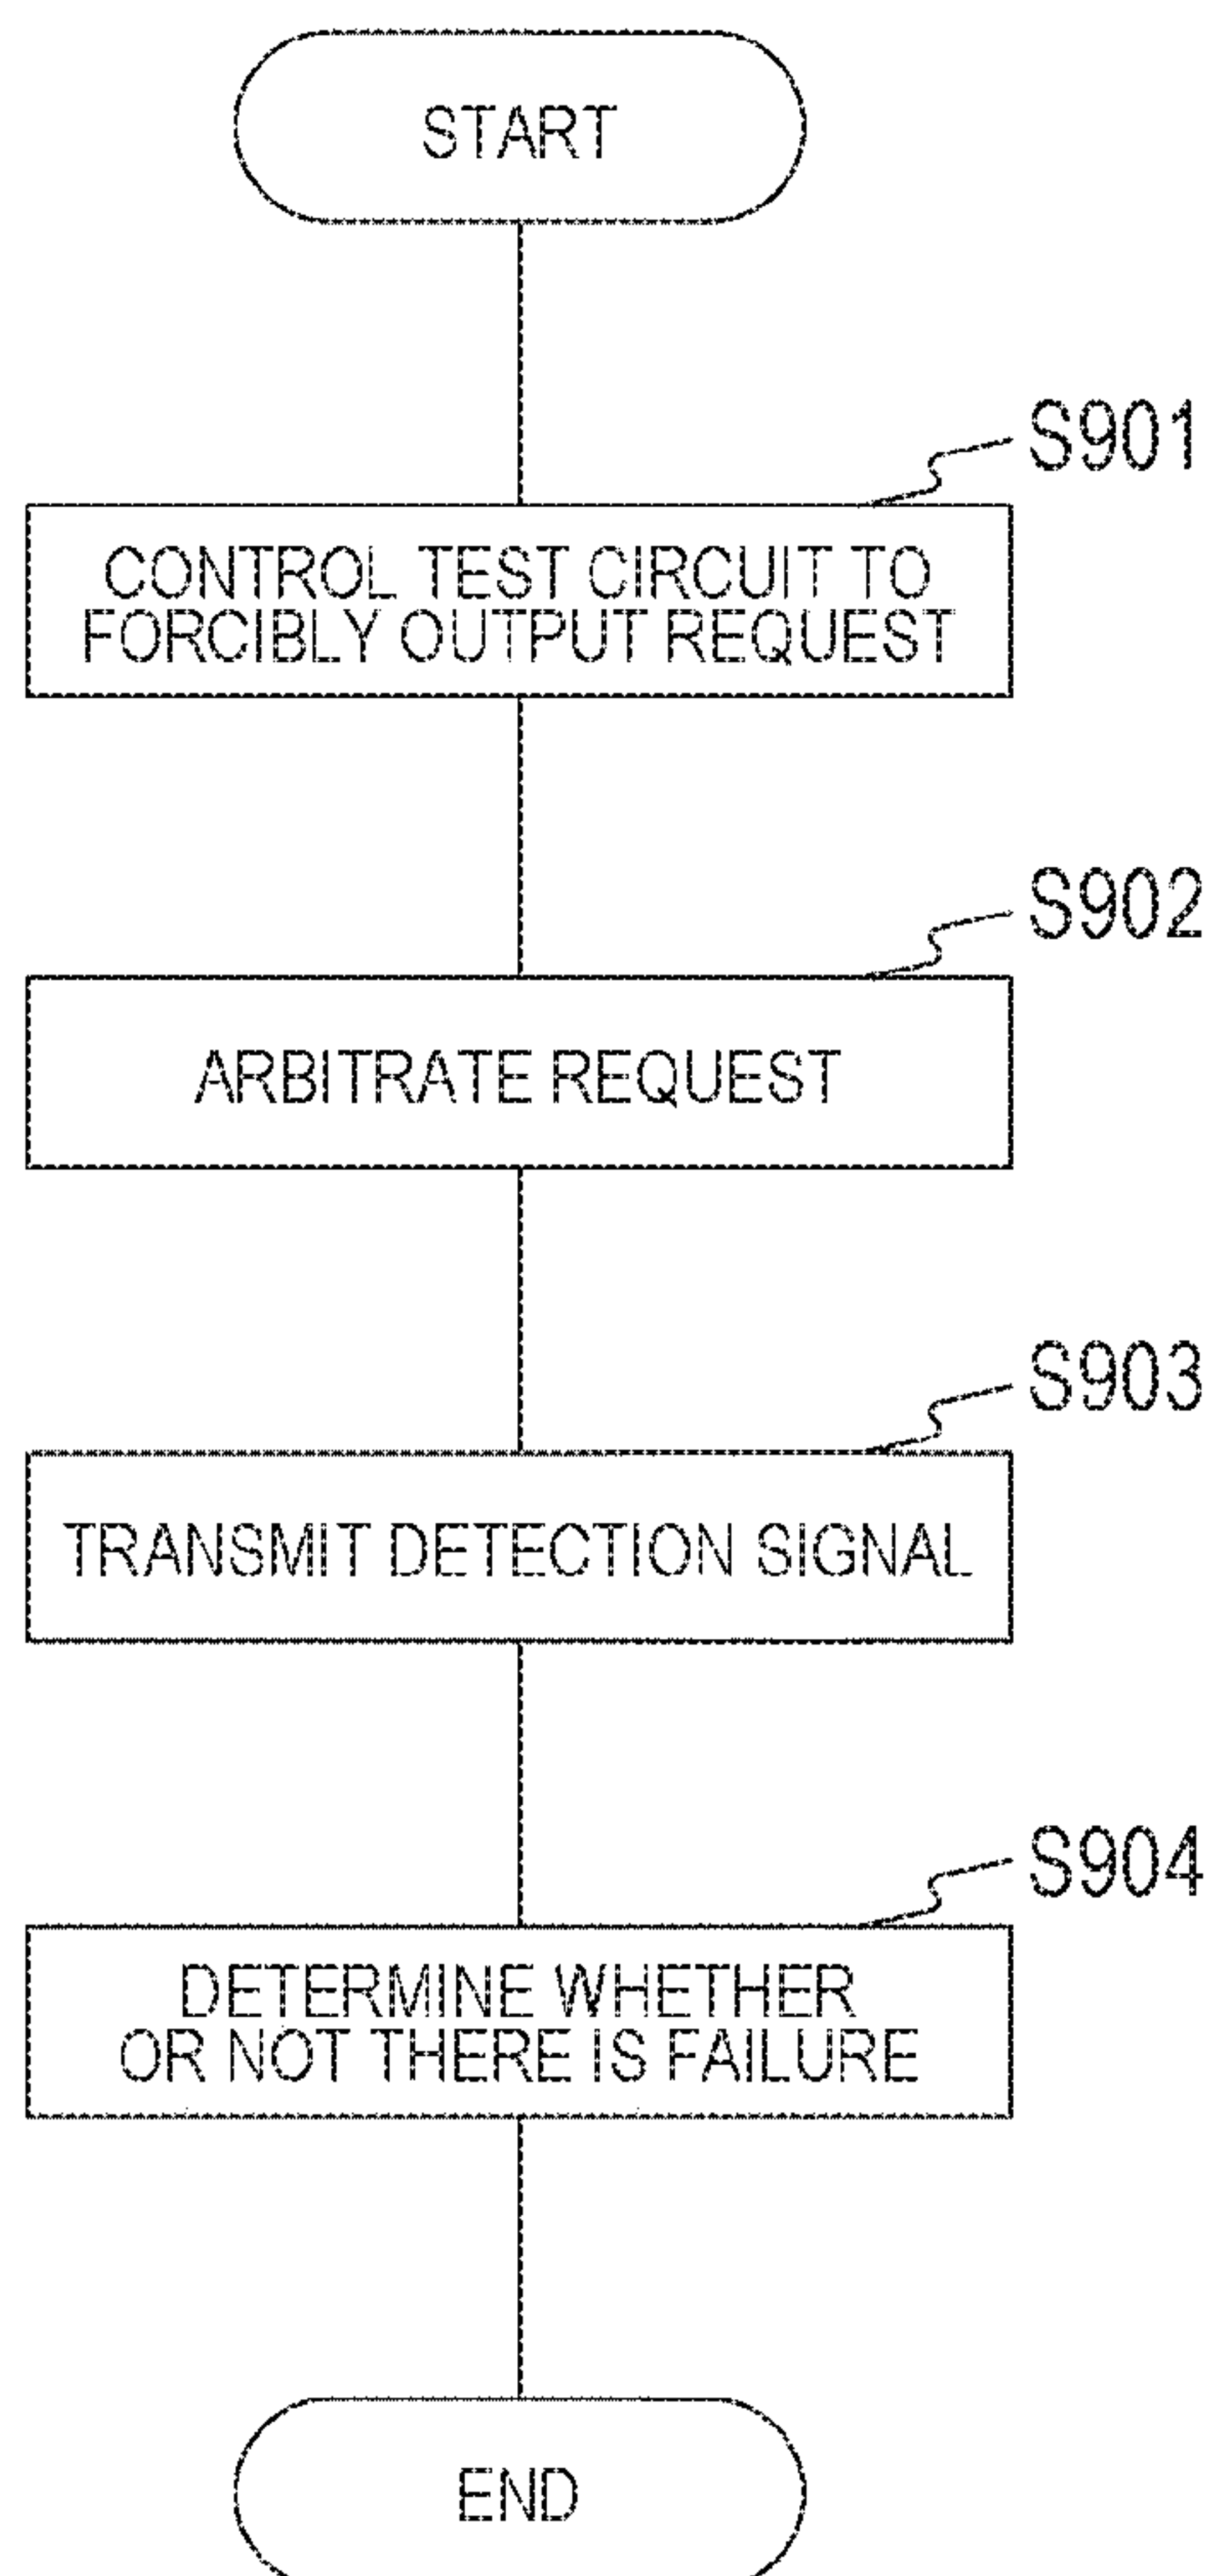 START
S901
CONTROL TEST CIRCUIT TO
FORCIBLY OUTPUT REQUEST
S902
ARBITRATE REQUEST
S903
TRANSMIT DETECTION SIGNAL
S904
DETERMINE WHETHER
OR NOT THERE IS FAILURE
END